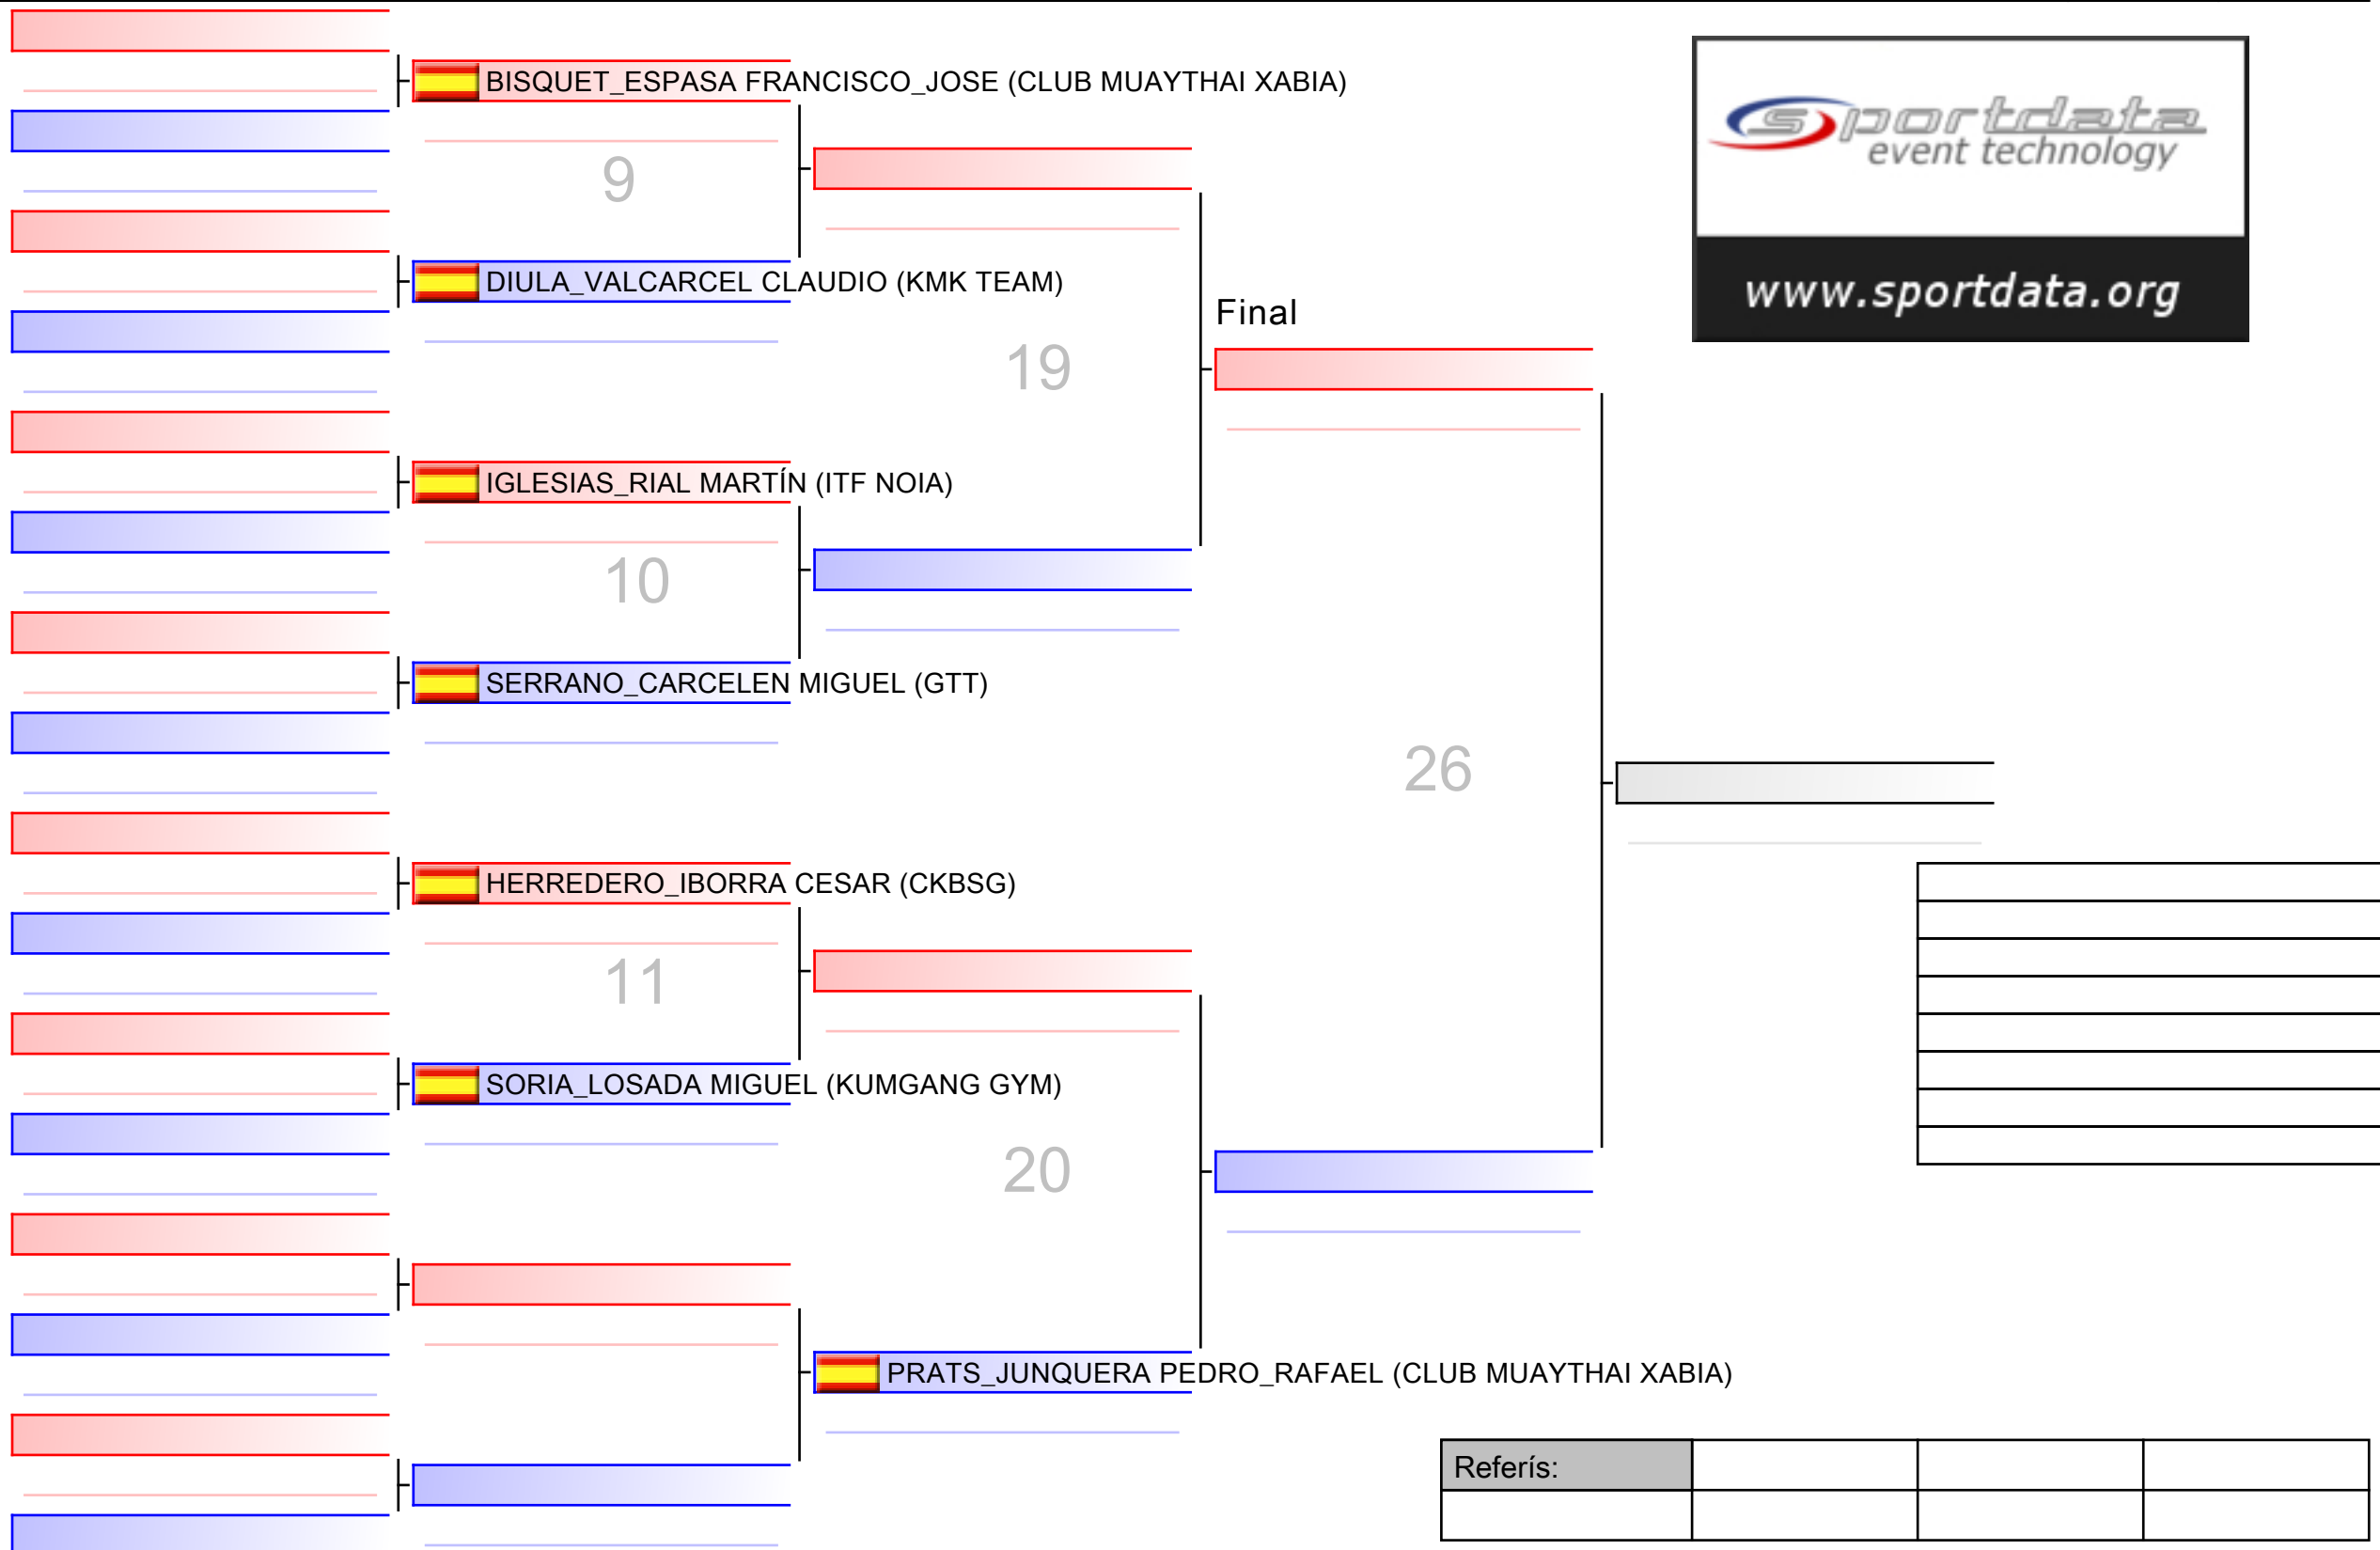 BISQUET_ESPASA FRANCISCO_JOSE (CLUB MUAYTHAI XABIA)
sportdata
event technology
9
DIULA_VALCARCEL CLAUDIO (KMK TEAM)
www.sportdata.org
Final
19
IGLESIAS_RIAL MARTÍN (ITF NOIA)
10
SERRANO_CARCELEN MIGUEL (GTT)
26
HERREDERO_IBORRA CESAR (CKBSG)
11
SORIA_LOSADA MIGUEL (KUMGANG GYM)
20
PRATS_JUNQUERA PEDRO_RAFAEL (CLUB MUAYTHAI XABIA)
Referís: